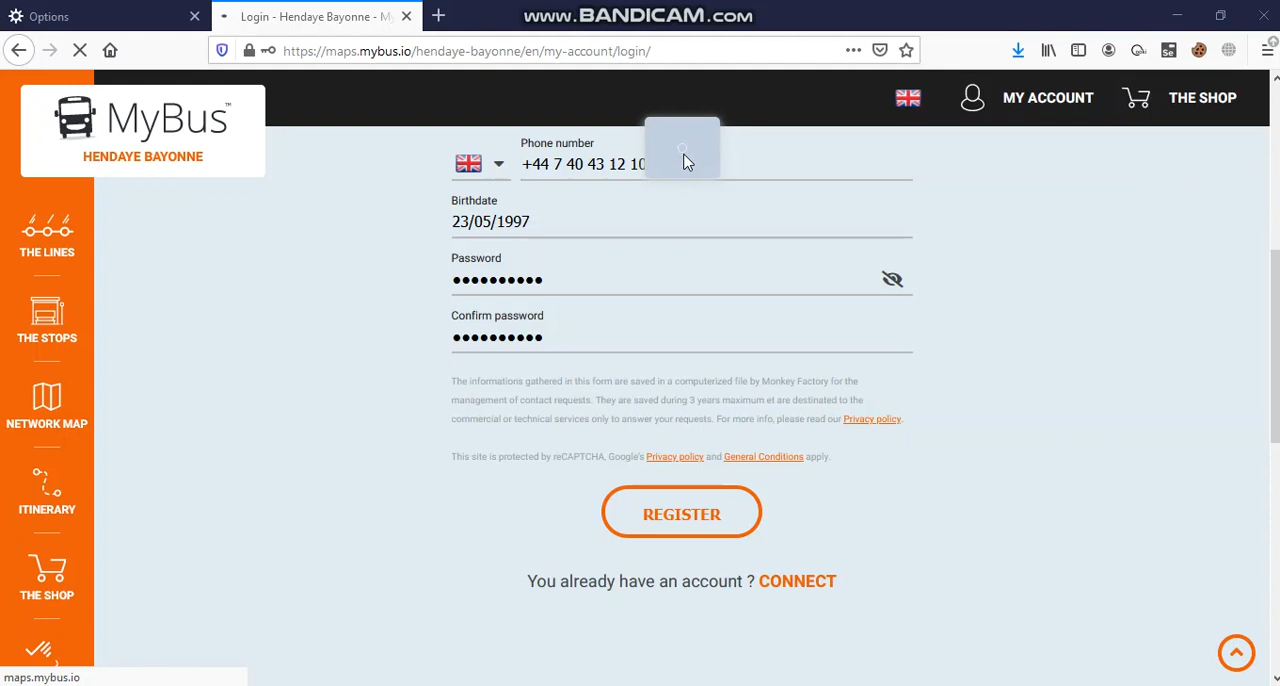 Options
Login - Hendaye Bayonne - My
www.BANDICAM.com
https://maps.mybus.io/hendaye-bayonne/en/my-account/login/
MyBus™
HENDAYE BAYONNE
MY ACCOUNT
THE SHOP
Phone number
+44 7 40 43 12 10
Birthdate
23/05/1997
Password
Confirm password
The informations gathered in this form are saved in a computerized file by Monkey Factory for the
management of contact requests. They are saved during 3 years maximum et are destinated to the
commercial or technical services only to answer your requests. For more info, please read our Privacy policy.
This site is protected by reCAPTCHA, Google's Privacy policy and General Conditions apply.
REGISTER
You already have an account ? CONNECT
THE LINES
THE STOPS
NETWORK MAP
ITINERARY
THE SHOP
maps.mybus.io